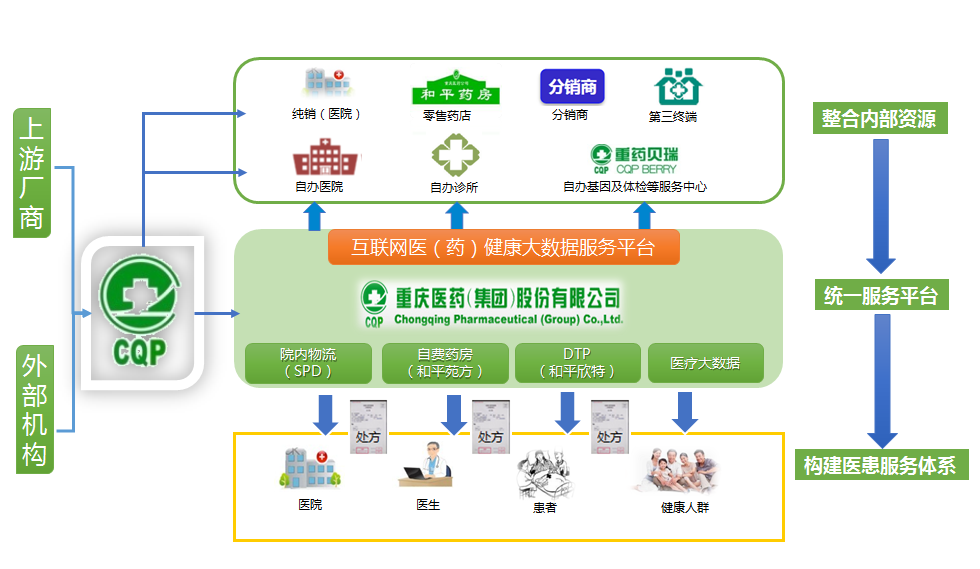 上游厂商
外部机构
CQP
纯销（医院）
和平药房
零售药店
分销商
分销商
第三终端
自办医院
自办诊所
重药贝瑞
CQP CQP BERRY
自办基因及体检等服务中心
互联网医（药）健康大数据服务平台
重庆医药(集团)股份有限公司
CQP Chongqing Pharmaceutical (Group) Co.,Ltd.
院内物流
（SPD）
自费药房
（和平苑方）
DTP
（和平欣特）
医疗大数据
处方
处方
处方
医院
医生
患者
健康人群
整合内部资源
统一服务平台
构建医患服务体系